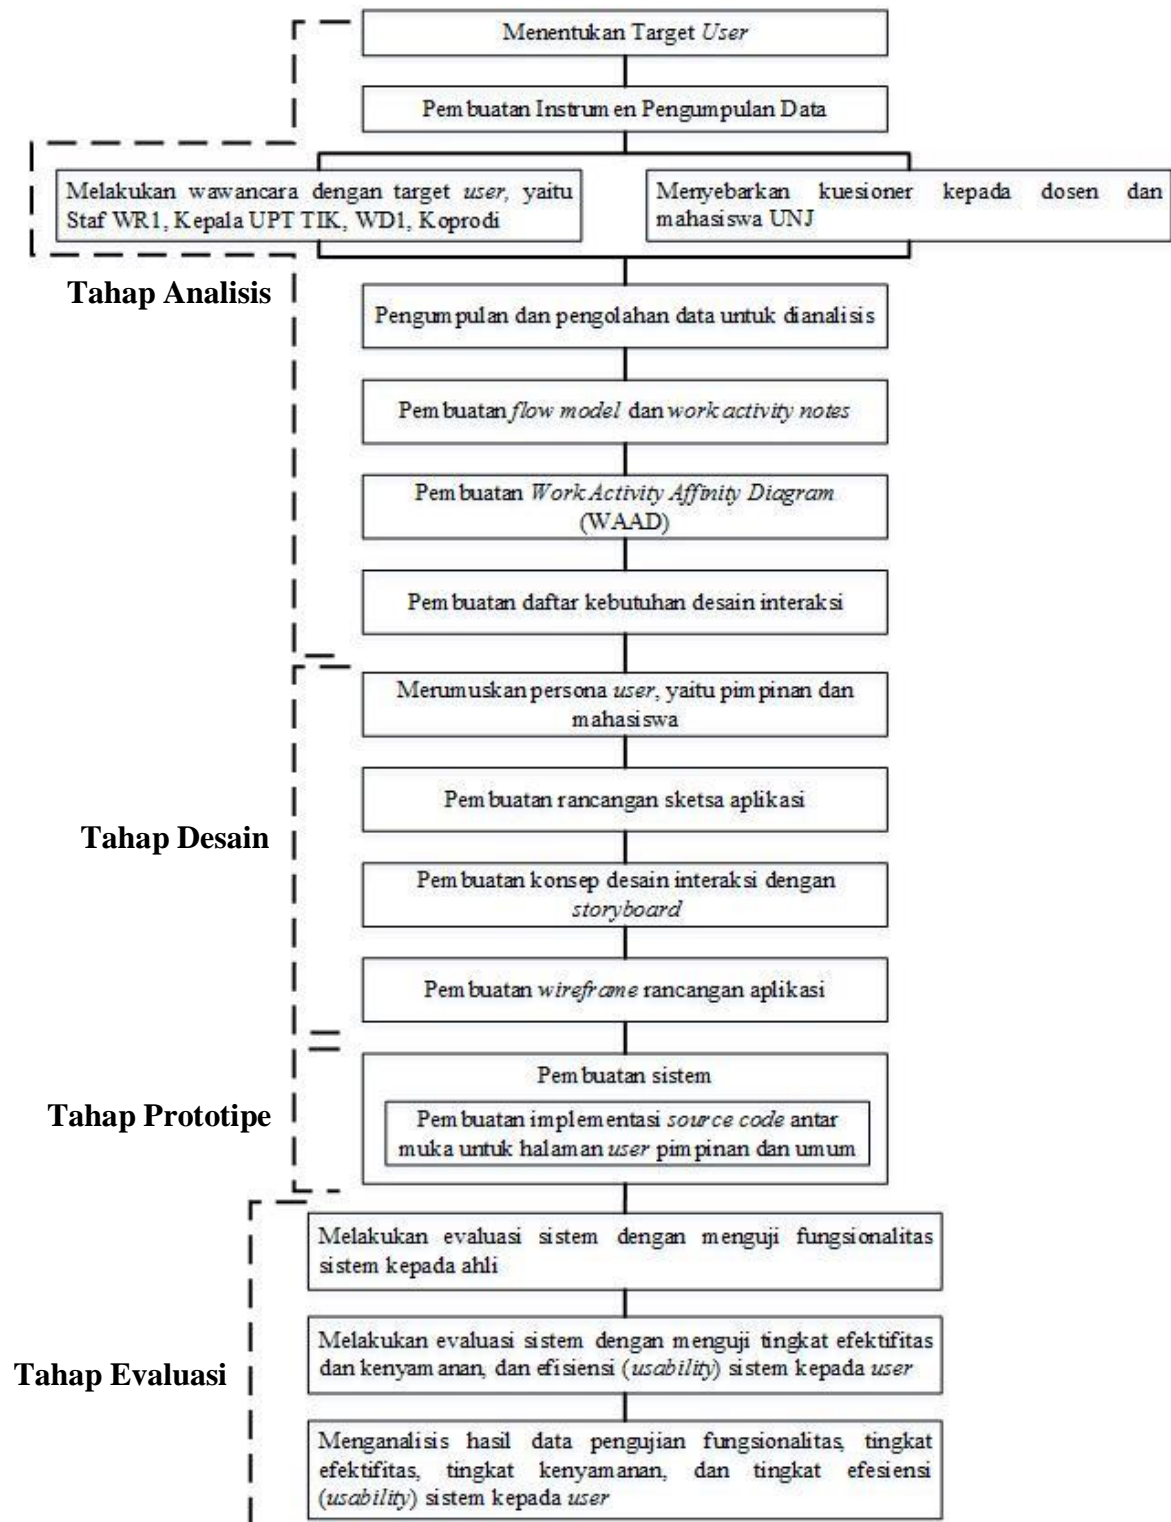 Menentukan Target User
Pembuatan Instrumen Pengumpulan Data
Melakukan wawancara dengan target user, yaitu
Staf WR1, Kepala UPT TIK, WD1, Koprodi
Menyebarkan kuesioner kepada dosen dan
mahasiswa UNJ
Tahap Analisis
Pengumpulan dan pengolahan data untuk dianalisis
Pembuatan flow model dan work activity notes
Pembuatan Work Activity Affinity Diagram
(WAAD)
Pembuatan daftar kebutuhan desain interaksi
Merumuskan persona user, yaitu pimpinan dan
mahasiswa
Pembuatan rancangan sketsa aplikasi
Tahap Desain
Pembuatan konsep desain interaksi dengan
storyboard
Pembuatan wireframe rancangan aplikasi
Pembuatan sistem
Tahap Prototipe
Pembuatan implementasi source code antar
muka untuk halaman user pimpinan dan umum
Melakukan evaluasi sistem dengan menguji fungsionalitas
sistem kepada ahli
Tahap Evaluasi
Melakukan evaluasi sistem dengan menguji tingkat efektifitas
dan kenyamanan, dan efisiensi (usability) sistem kepada user
Menganalisis hasil data pengujian fungsionalitas, tingkat
efektifitas, tingkat kenyamanan, dan tingkat efesiensi
(usability) sistem kepada user